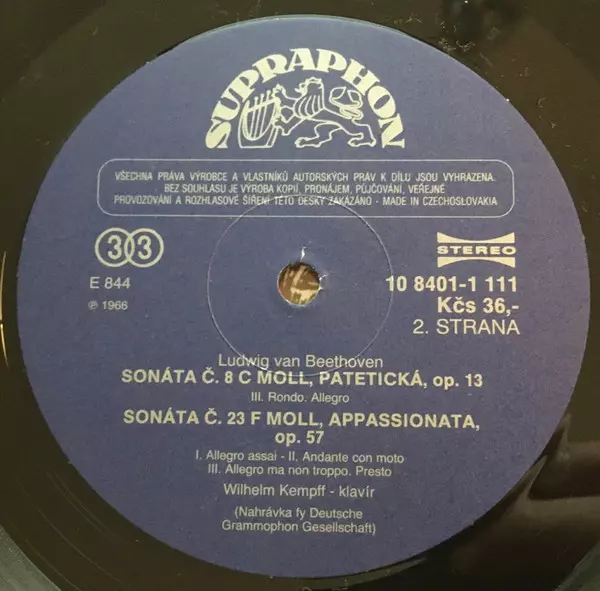 SUPRAPHON
VŠECHNA PRÁVA VÝROBCE A VLASTNÍKŮ AUTORSKÝCH PRÁV K DÍLU JSOU VYHRAZENA.
BEZ SOUHLASU JE VÝROBA KOPIÍ, PRONÁJEM, PŮJČOVÁNÍ, VEŘEJNÉ
PROVOZOVÁNÍ A ROZHLASOVÉ ŠÍŘENÍ TÉTO DESKY ZAKÁZÁNO - MADE IN CZECHOSLOVAKIA
33
STEREO
E 844
10 8401-1 111
℗ 1966
Kčs 36,-
2. STRANA
Ludwig van Beethoven
SONÁTA Č. 8 C MOLL, PATETICKÁ, op. 13
III. Rondo. Allegro
SONÁTA Č. 23 F MOLL, APPASSIONATA,
op. 57
I. Allegro assai - II. Andante con moto
III. Allegro ma non troppo. Presto
Wilhelm Kempff - klavír
(Nahrávka fy Deutsche
Grammophon Gesellschaft)